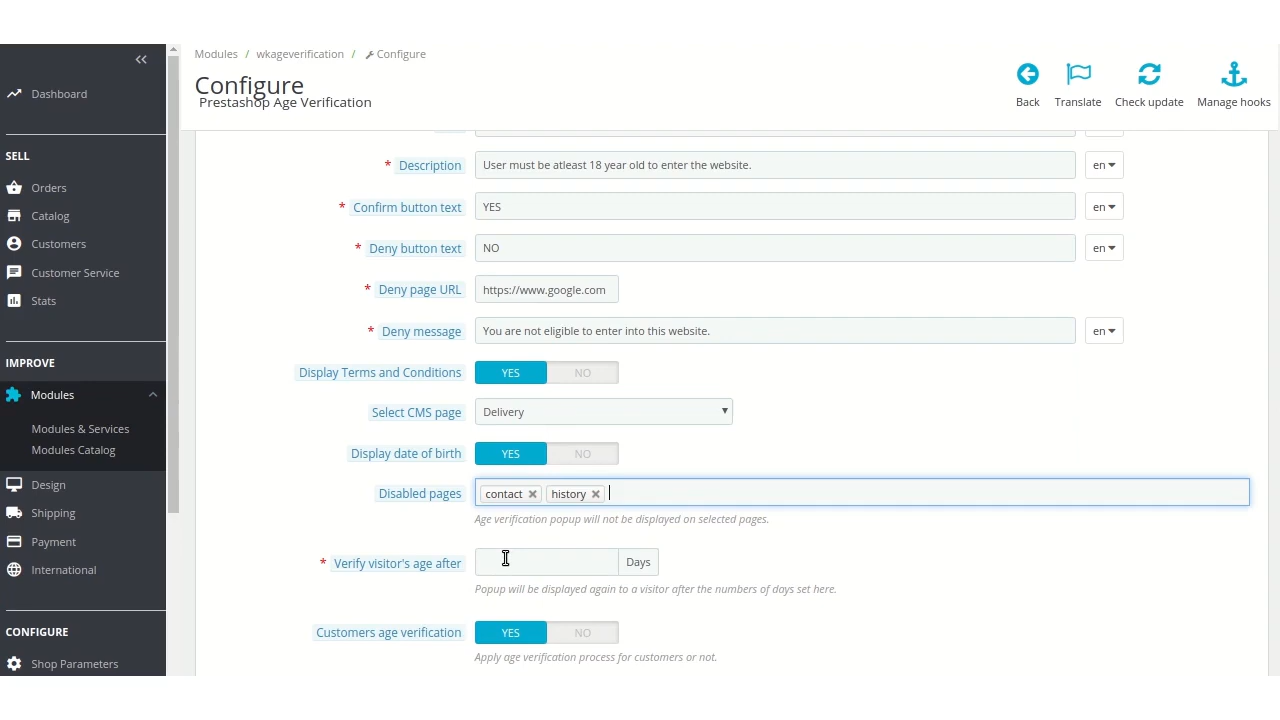 Modules / wkageverification / Configure
Configure
Prestashop Age Verification
Back
Translate
Check update
Manage hooks
Dashboard
SELL
Orders
Catalog
Customers
Customer Service
Stats
IMPROVE
Modules
Modules & Services
Modules Catalog
Design
Shipping
Payment
International
CONFIGURE
Shop Parameters
* Description User must be atleast 18 year old to enter the website. en
* Confirm button text YES en
* Deny button text NO en
* Deny page URL https://www.google.com
* Deny message You are not eligible to enter into this website. en
Display Terms and Conditions YES NO
Select CMS page Delivery
Display date of birth YES NO
Disabled pages contact history
Age verification popup will not be displayed on selected pages.
* Verify visitor's age after Days
Popup will be displayed again to a visitor after the numbers of days set here.
Customers age verification YES NO
Apply age verification process for customers or not.